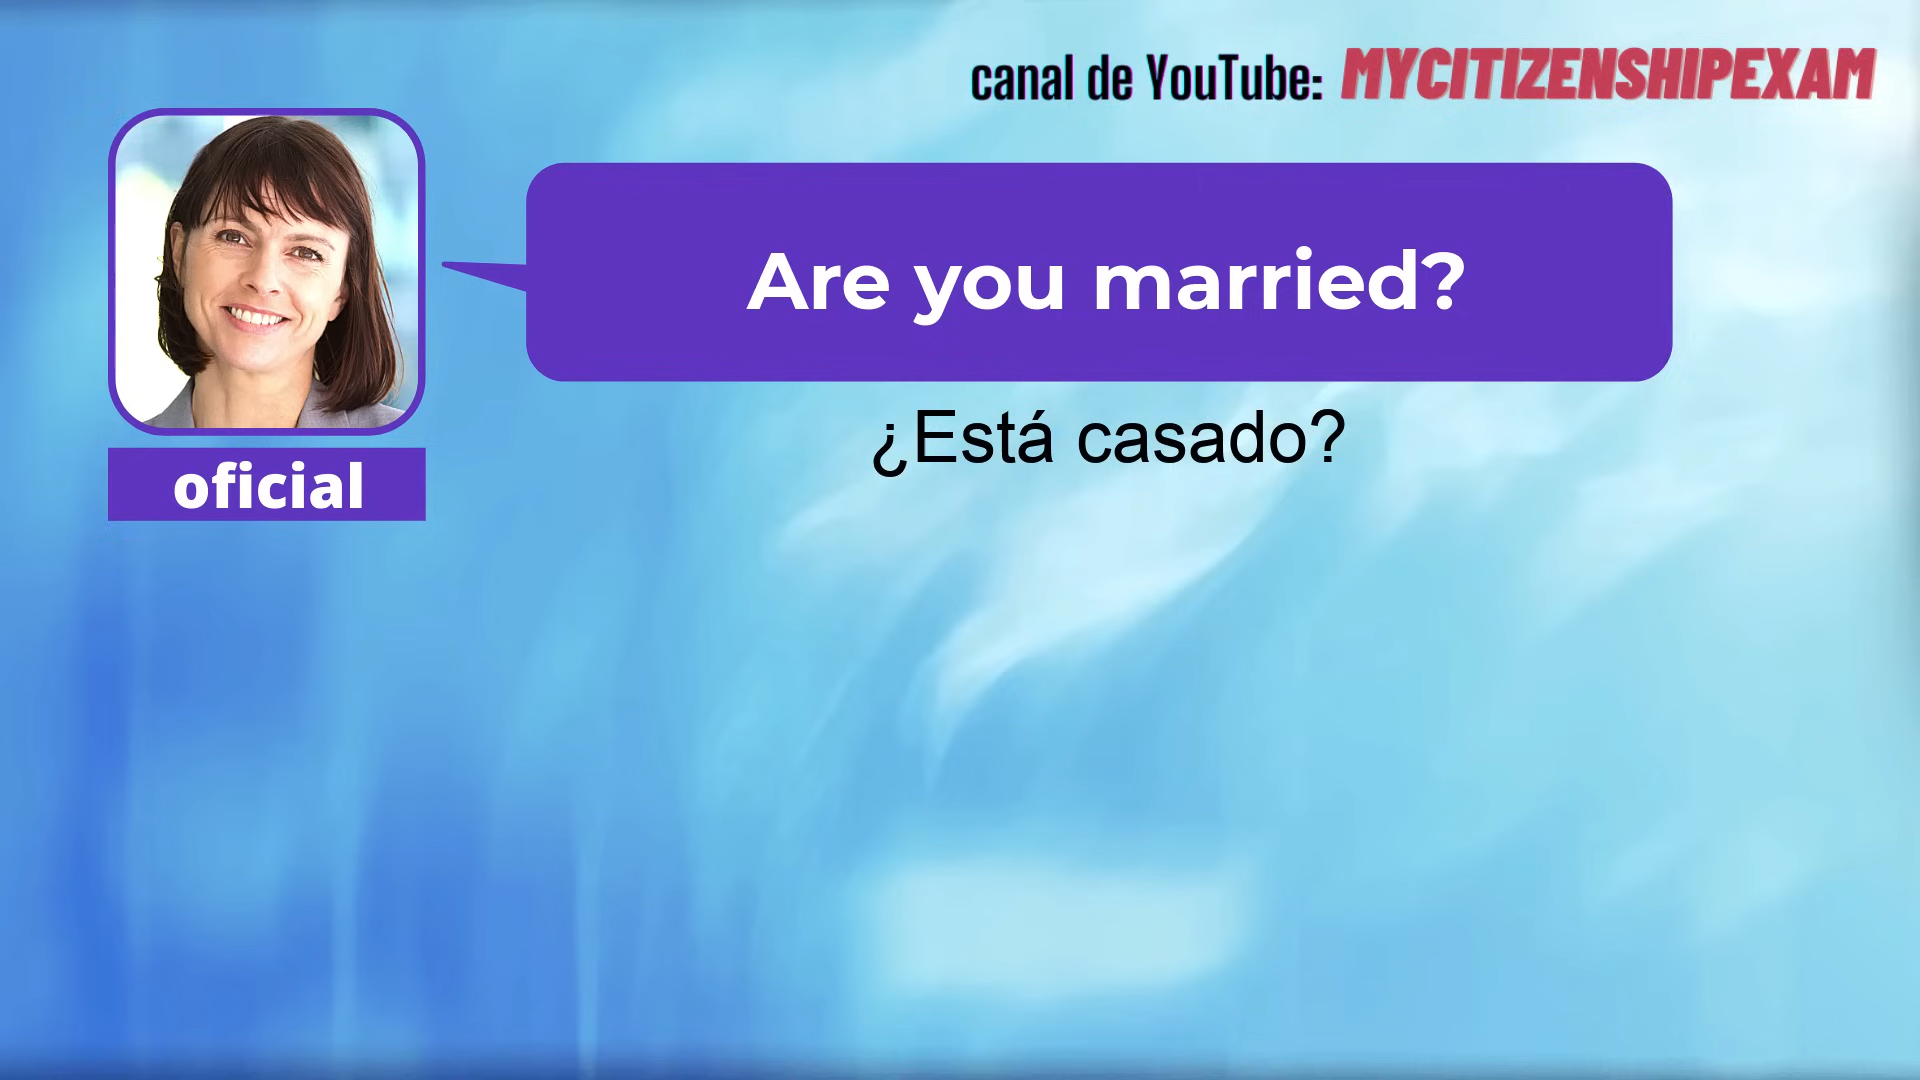 canal de YouTube: MYCITIZENSHIPEXAM
Are you married?
¿Está casado?
oficial